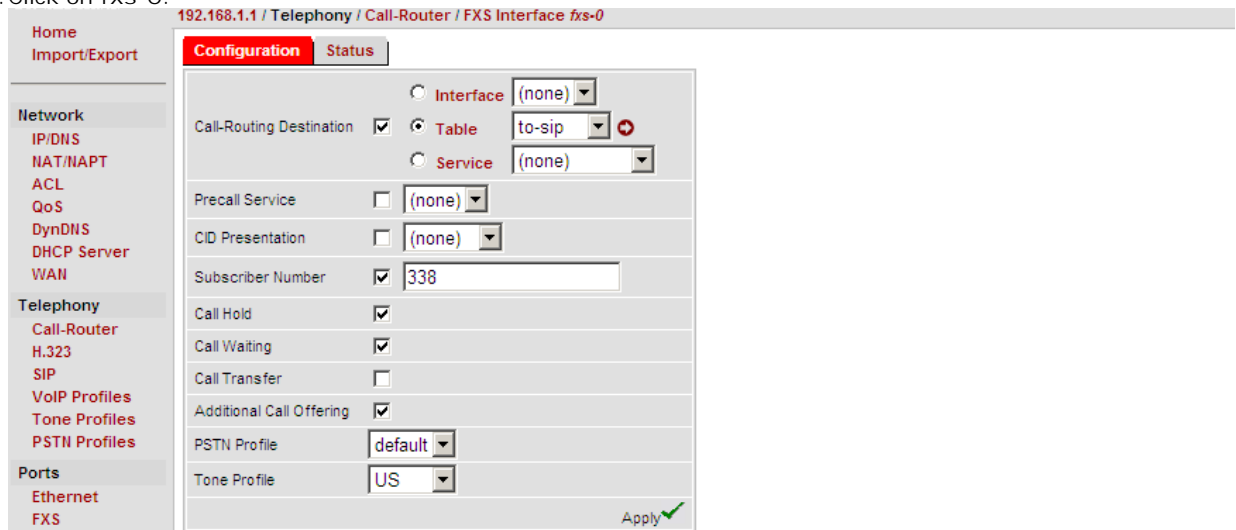 . Click on fxs-0.
192.168.1.1 / Telephony / Call-Router / FXS Interface fxs-0
Home
Import/Export
Network
IP/DNS
NAT/NAPT
ACL
QoS
DynDNS
DHCP Server
WAN
Telephony
Call-Router
H.323
SIP
VoIP Profiles
Tone Profiles
PSTN Profiles
Ports
Ethernet
FXS
Configuration Status
Call-Routing Destination
Interface (none)
Table to-sip
Service (none)
Precall Service (none)
CID Presentation (none)
Subscriber Number 338
Call Hold
Call Waiting
Call Transfer
Additional Call Offering
PSTN Profile default
Tone Profile US
Apply